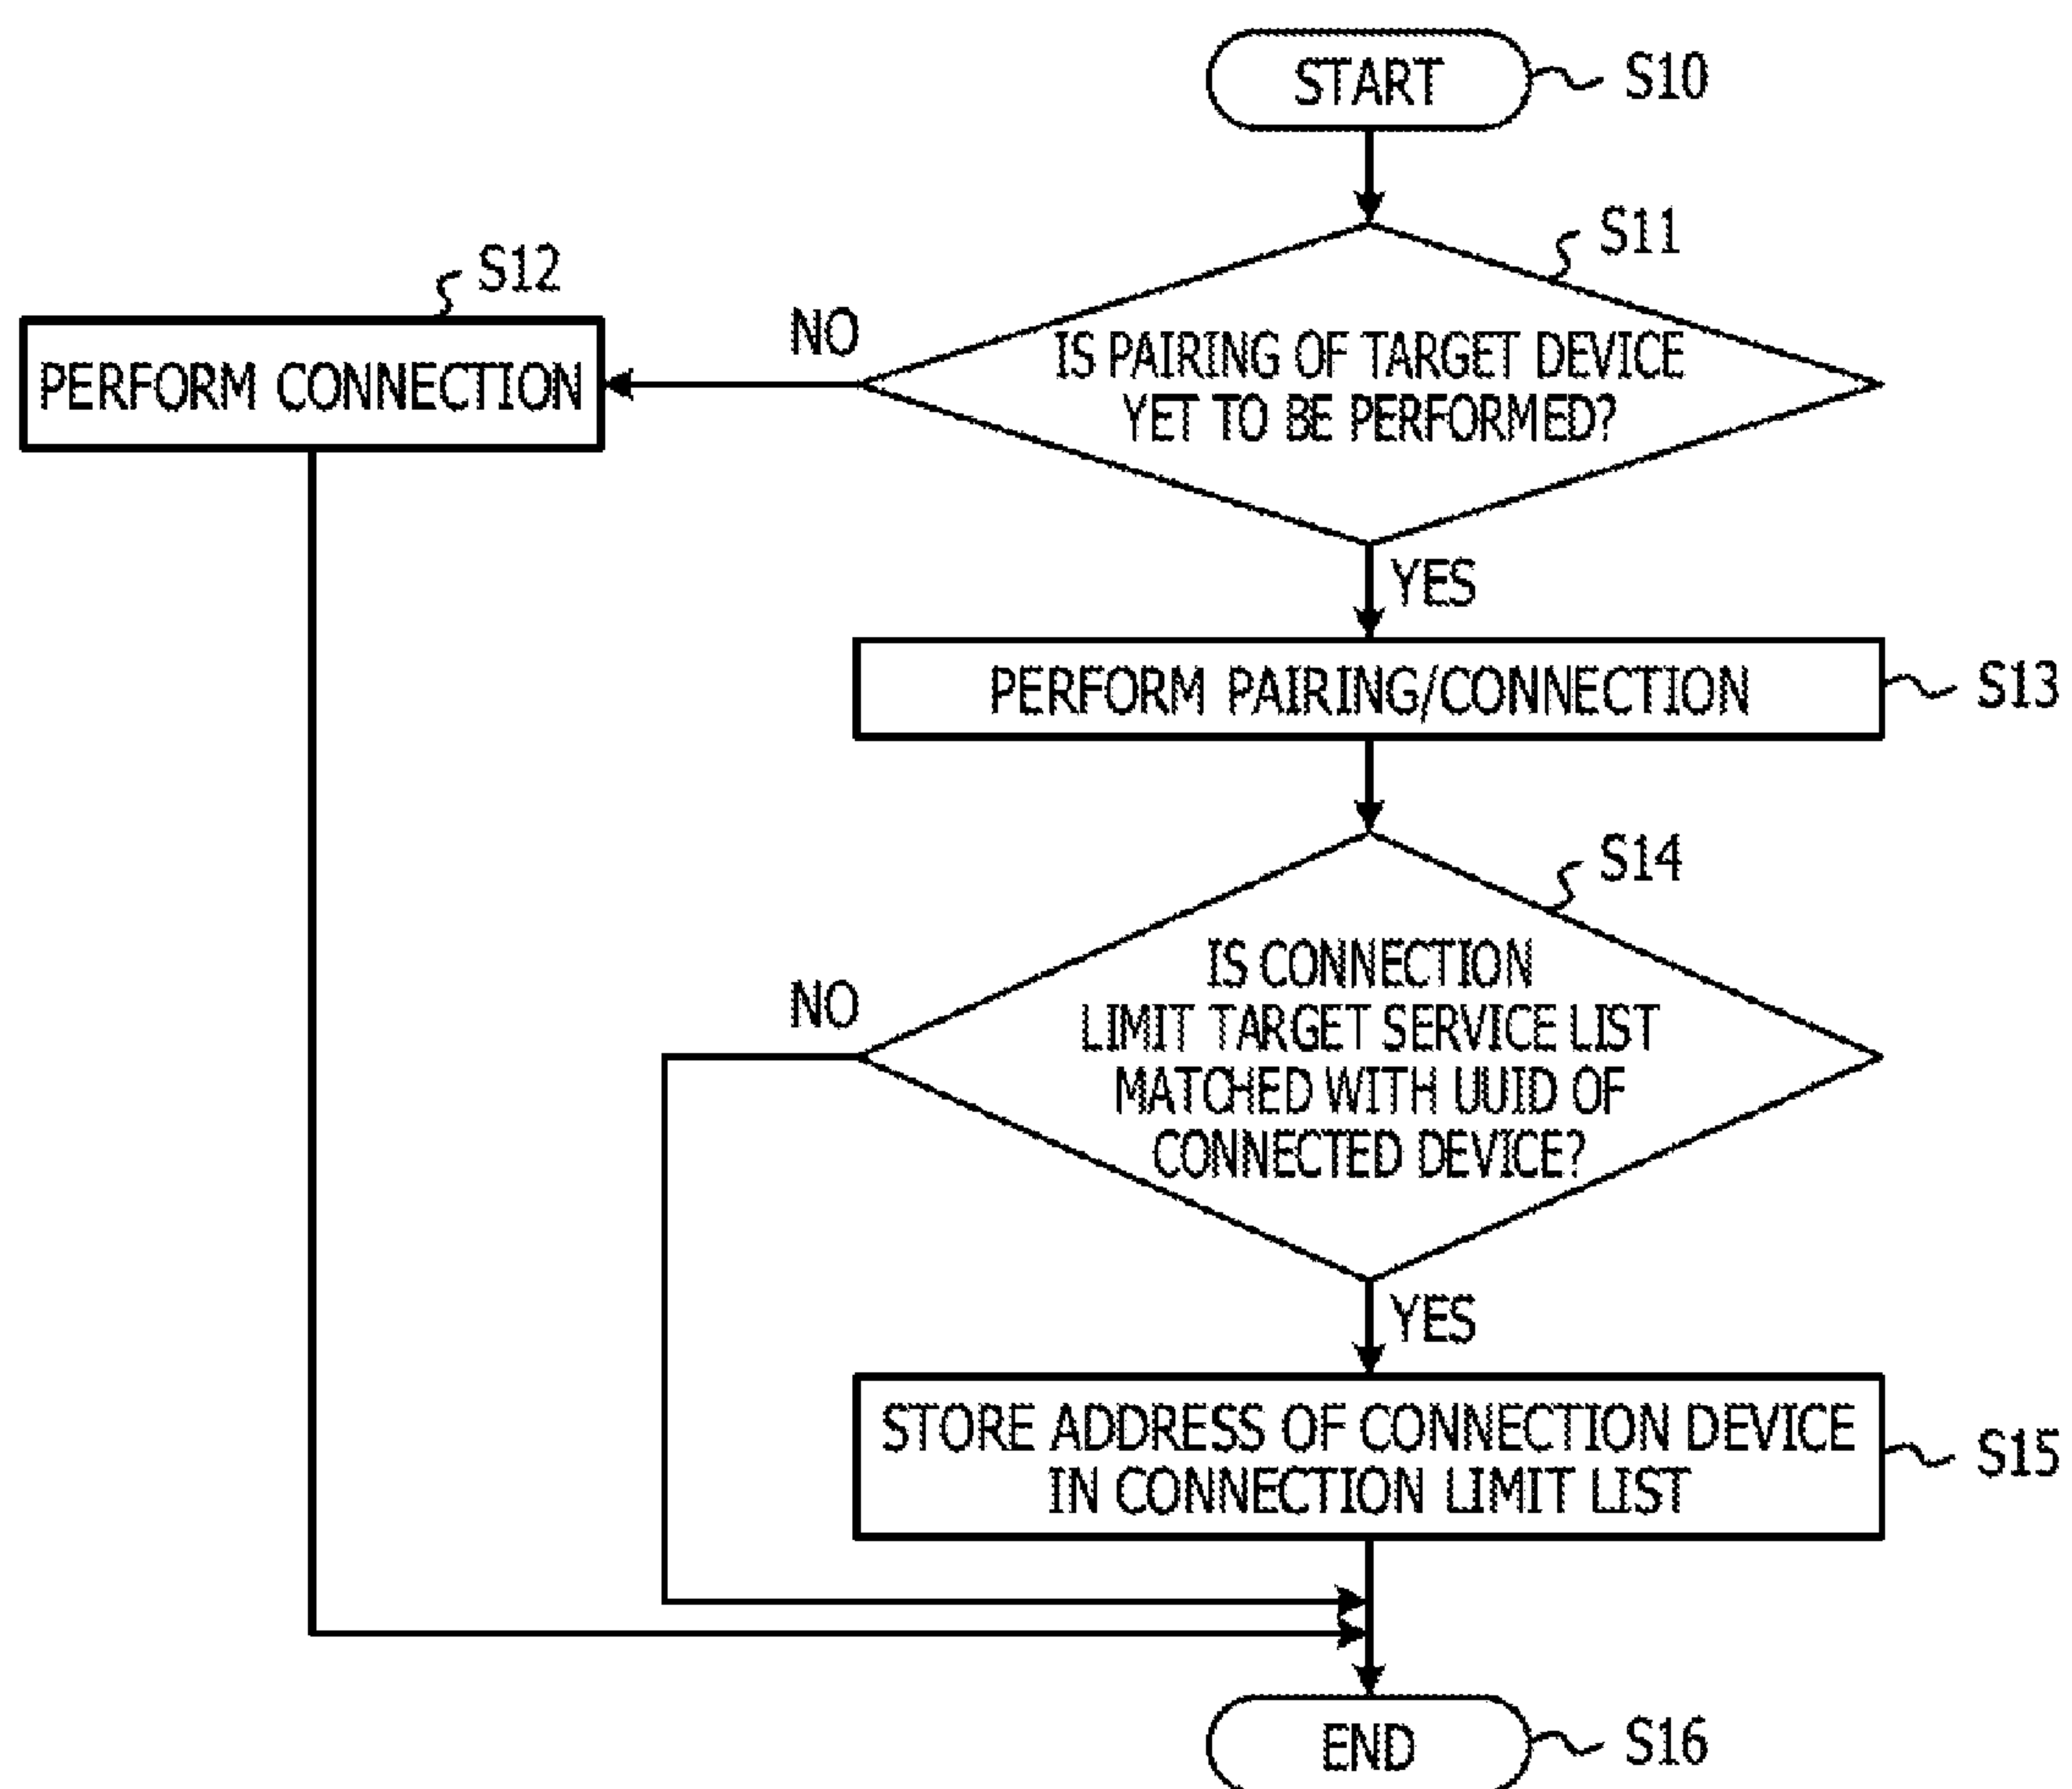 START
S10
S11
S12
NO
IS PAIRING OF TARGET DEVICE
YET TO BE PERFORMED?
PERFORM CONNECTION
YES
PERFORM PAIRING/CONNECTION
S13
S14
IS CONNECTION
LIMIT TARGET SERVICE LIST
MATCHED WITH UUID OF
CONNECTED DEVICE?
NO
YES
STORE ADDRESS OF CONNECTION DEVICE
IN CONNECTION LIMIT LIST
S15
END
S16